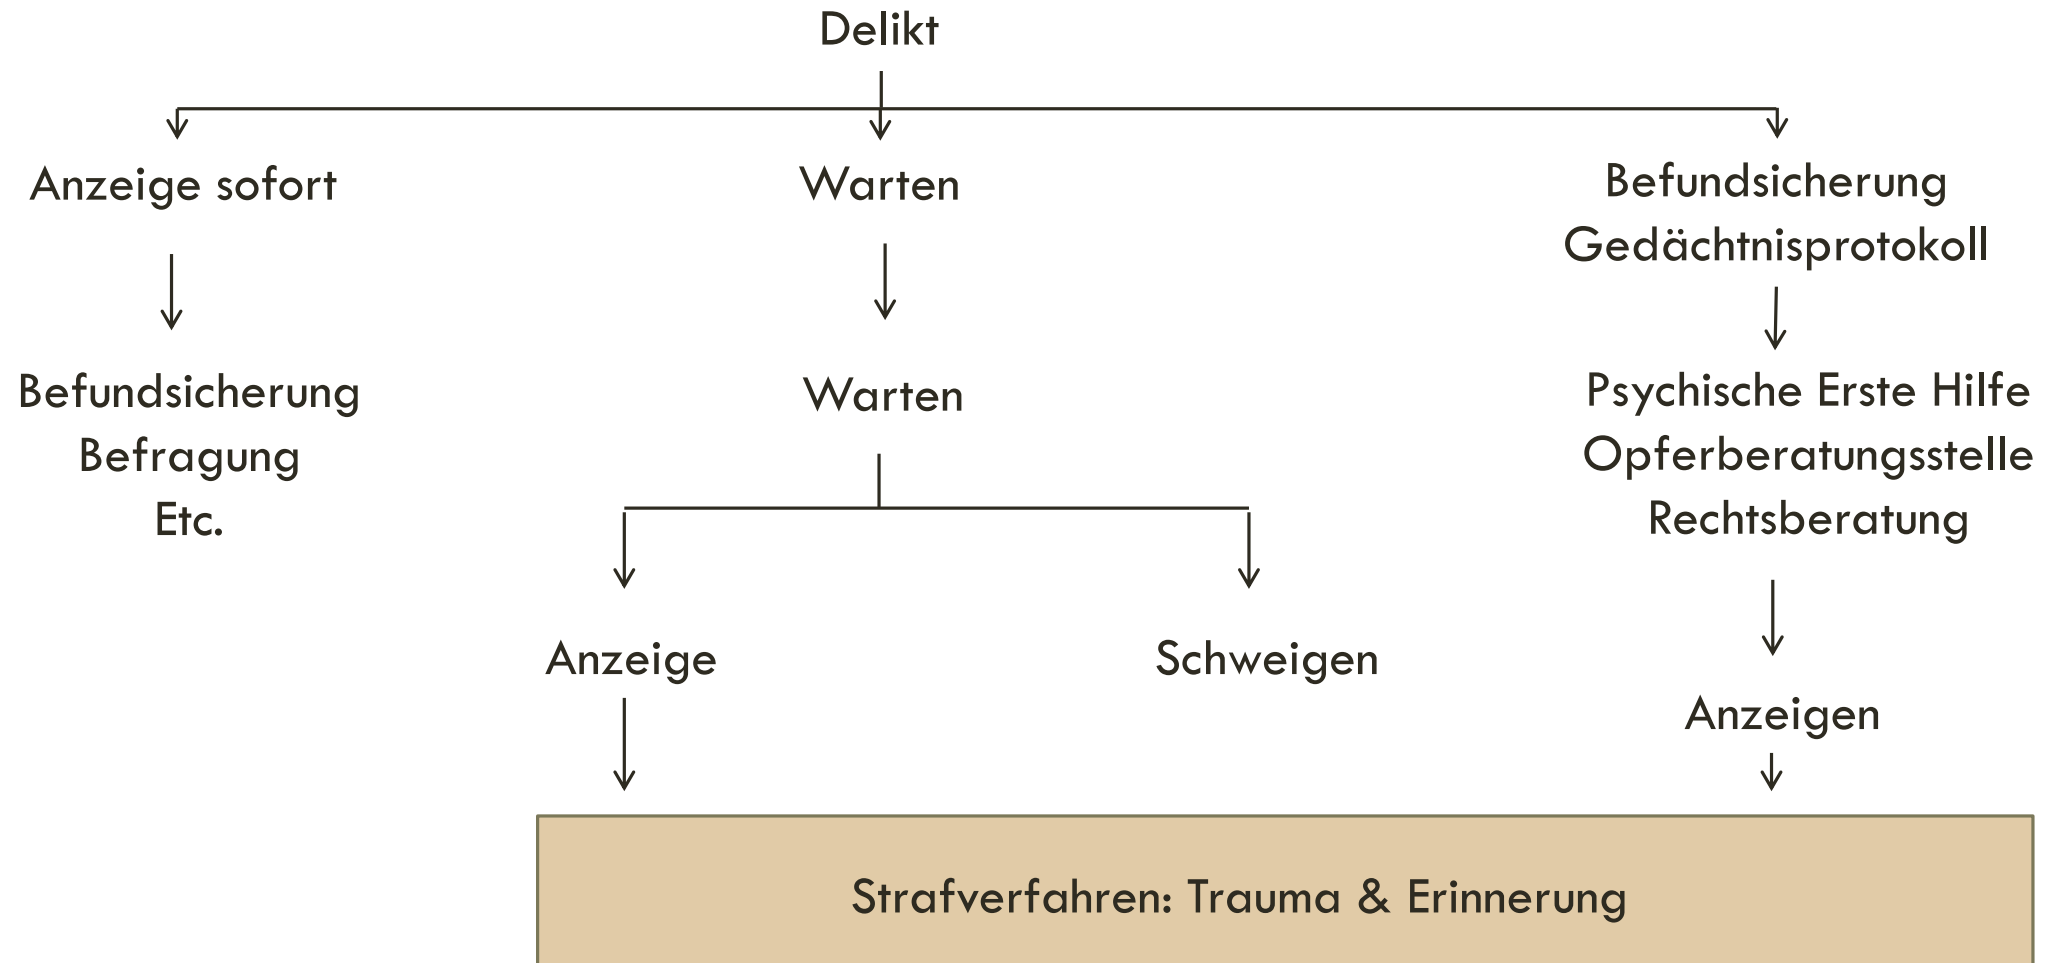 Delikt
Anzeige sofort
Warten
Befundsicherung
Gedächtnisprotokoll
Befundsicherung
Befragung
Etc.
Warten
Psychische Erste Hilfe
Opferberatungsstelle
Rechtsberatung
Anzeige
Schweigen
Anzeigen
Strafverfahren: Trauma & Erinnerung